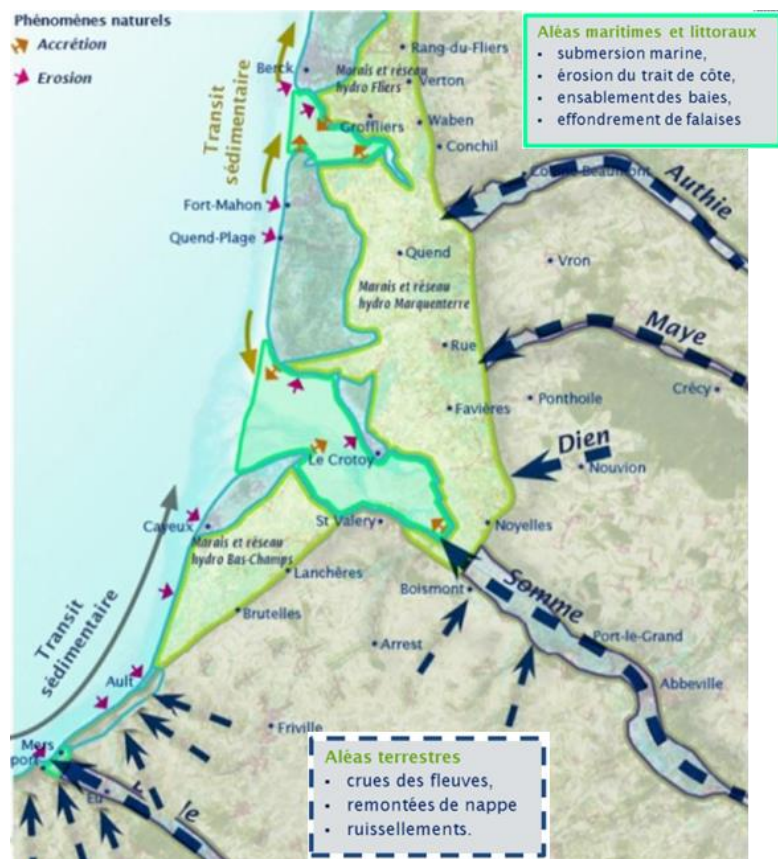 Phénomènes naturels
Accrétion
Erosion
Aléas maritimes et littoraux
• submersion marine,
• érosion du trait de côte,
• ensablement des baies,
• effondrement de falaises
Transit
sédimentaire
Berck
Rang-du-Fliers
Marais et réseau
hydro Fliers
Verton
Groffliers
Waben
Conchil
Authie
Fort-Mahon
Quend-Plage
Quend
Vron
Marais et réseau
hydro Marquenterre
Maye
Rue
Crécy
Favières
Ponthoile
Dien
Nouvion
Le Crotoy
Cayeux
St Valery
Noyelles
Marais et réseau
hydro Bas-Champs
Lanchères
Boismont
Somme
Brutelles
Port-le-Grand
Arrest
Transit
sédimentaire
Ault
Abbeville
Friville
Mers
Eu
le
Aléas terrestres
• crues des fleuves,
• remontées de nappe
• ruissellements.